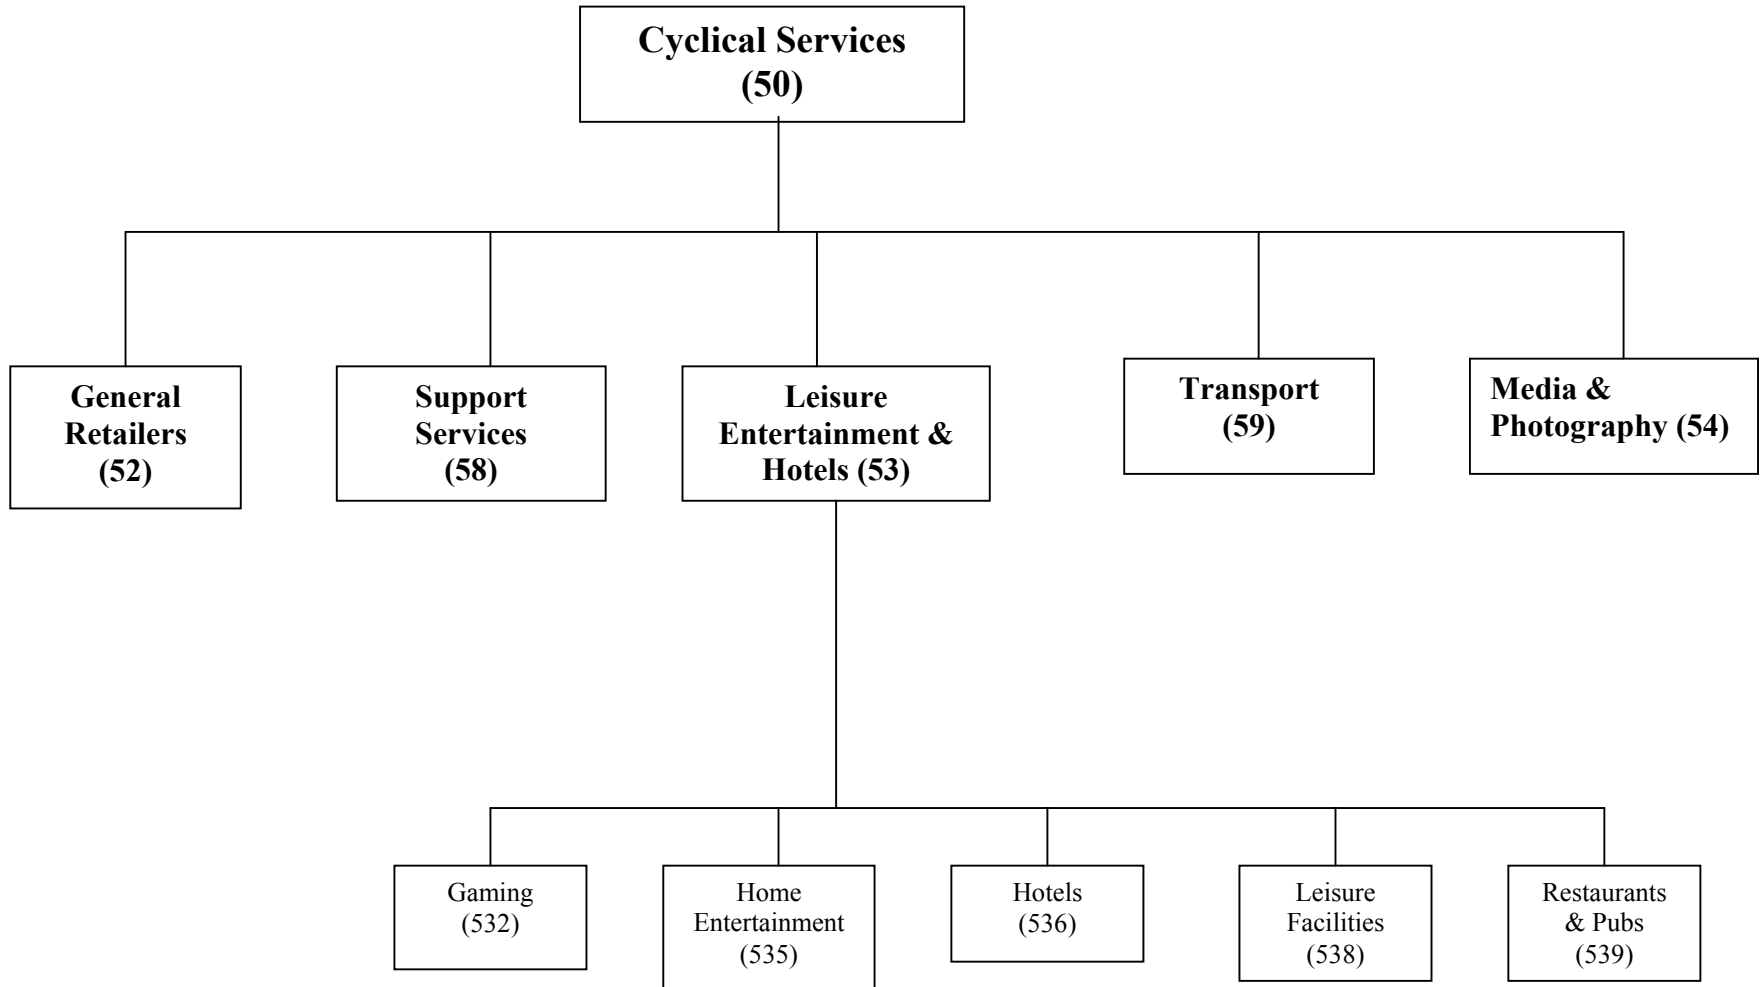 Cyclical Services
(50)
General
Retailers
(52)
Support
Services
(58)
Leisure
Entertainment &
Hotels (53)
Transport
(59)
Media &
Photography (54)
Gaming
(532)
Home
Entertainment
(535)
Hotels
(536)
Leisure
Facilities
(538)
Restaurants
& Pubs
(539)